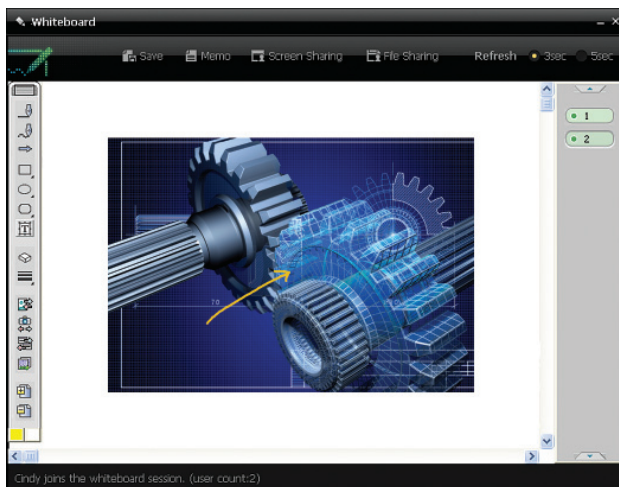 Whiteboard
Save Memo Screen Sharing File Sharing Refresh 3sec 5sec
1
2
70
Cindy joins the whiteboard session. (user count:2)